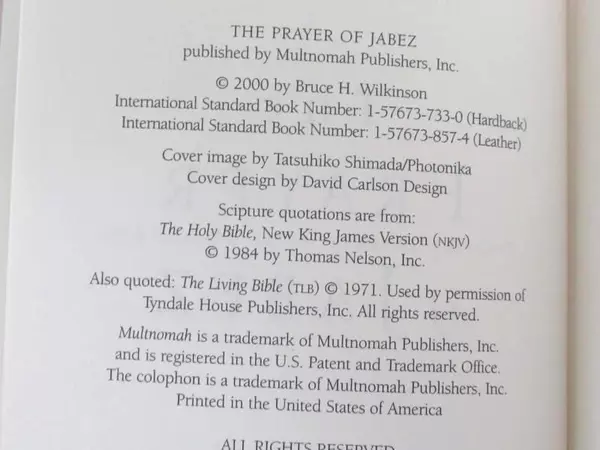 THE PRAYER OF JABEZ
published by Multnomah Publishers, Inc.
© 2000 by Bruce H. Wilkinson
International Standard Book Number: 1-57673-733-0 (Hardback)
International Standard Book Number: 1-57673-857-4 (Leather)
Cover image by Tatsuhiko Shimada/Photonika
Cover design by David Carlson Design
Scipture quotations are from:
The Holy Bible, New King James Version (NKJV)
© 1984 by Thomas Nelson, Inc.
Also quoted: The Living Bible (TLB) © 1971. Used by permission of
Tyndale House Publishers, Inc. All rights reserved.
Multnomah is a trademark of Multnomah Publishers, Inc.
and is registered in the U.S. Patent and Trademark Office.
The colophon is a trademark of Multnomah Publishers, Inc.
Printed in the United States of America
ALL RIGHTS RESERVED